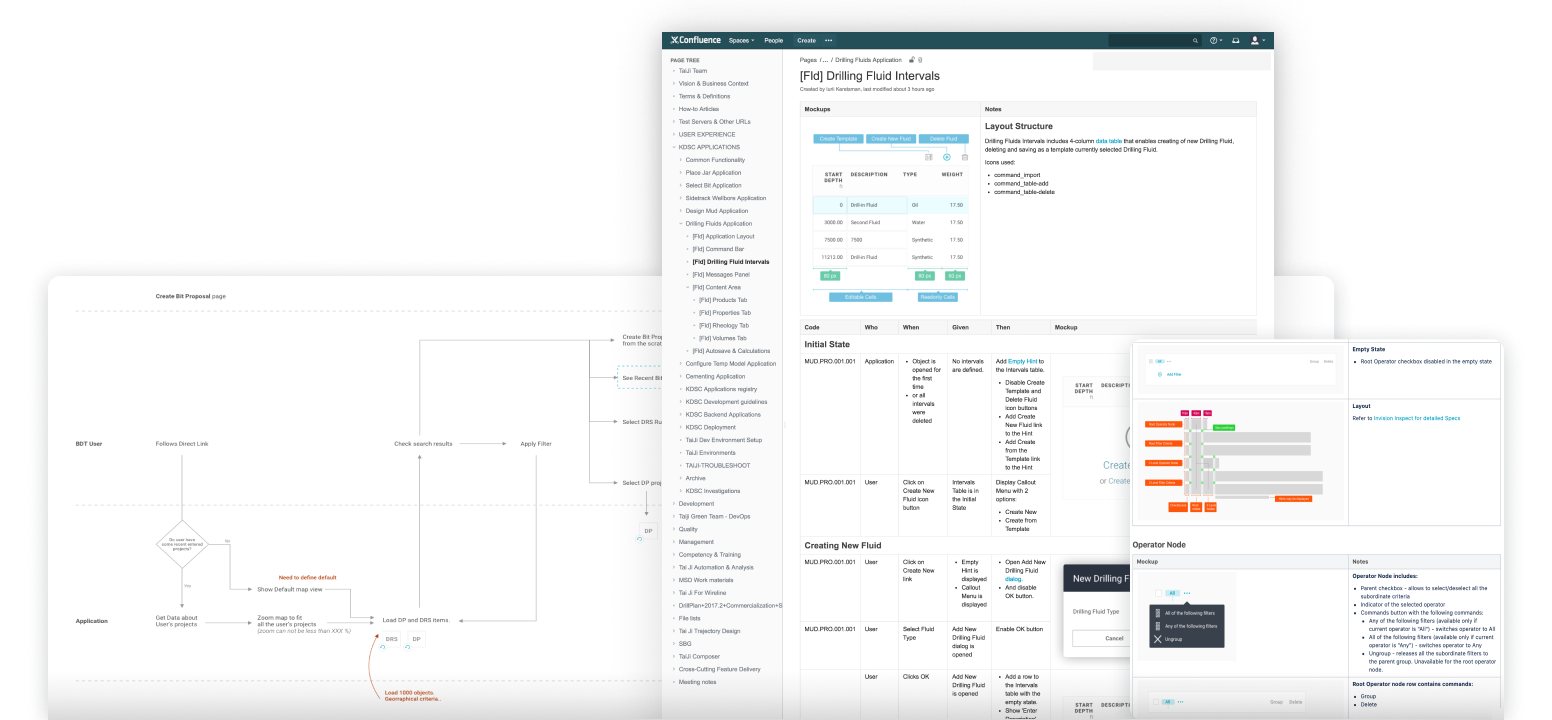 Confluence Spaces People Create •••
PAGE TREE
TaiJi Team
Vision & Business Context
Terms & Definitions
How-to Articles
Test Servers & Other URLs
USER EXPERIENCE
KDSC APPLICATIONS
Common Functionality
Place Jar Application
Select Bit Application
Sidetrack Wellbore Application
Design Mud Application
Drilling Fluids Application
[Fld] Application Layout
[Fld] Command Bar
[Fld] Drilling Fluid Intervals
[Fld] Messages Panel
[Fld] Content Area
[Fld] Products Tab
[Fld] Properties Tab
[Fld] Rheology Tab
[Fld] Volumes Tab
[Fld] Autosave & Calculations
Configure Temp Model Application
Cementing Application
KDSC Applications registry
KDSC Development guidelines
KDSC Backend Applications
KDSC Deployment
TaiJi Dev Environment Setup
TaiJi Environments
TAIJI-TROUBLESHOOT
Archive
KDSC Investigations
Development
Taiji Green Team - DevOps
Quality
Management
Competency & Training
Tai Ji Automation & Analysis
MSD Work materials
Tai Ji For Wireline
DrillPlan+2017.2+Commercialization+S
File lists
Tai Ji Trajectory Design
SBG
TaiJi Composer
Cross-Cutting Feature Delivery
Meeting notes
Pages / ... / Drilling Fluids Application
[Fld] Drilling Fluid Intervals
last modified about 3 hours ago
Mockups
Notes
Create Template
Create New Fluid
Delete Fluid
START DEPTH
DESCRIPTION
TYPE
WEIGHT
0 Drill-in Fluid Oil 17.50
3000.00 Second Fluid Water 17.50
7500.00 7500 Synthetic 17.50
11212.00 Drill-in Fluid Synthetic 17.50
80 px
80 px
60 px
Editable Cells
Readonly Cells
Layout Structure
Drilling Fluids Intervals includes 4-column data table that enables creating of new Drilling Fluid,
deleting and saving as a template currently selected Drilling Fluid.
Icons used:
• command_import
• command_table-add
• command_table-delete
Code Who When Given Then Mockup
Initial State
MUD.PRO.001.001
Application
• Object is
opened for
the first
time
• or all
intervals
were
deleted
No intervals
are defined.
Add Empty Hint to
the Intervals table.
• Disable Create
Template and
Delete Fluid
icon buttons
• Add Create
New Fluid link
to the Hint
• Add Create
from the
Template link
to the Hint
START
DEPTH
DESCRIPTI
Create
or Create
MUD.PRO.001.001
User
Click on
Create New
Fluid icon
button
Intervals
Table is in
the Initial
State
Display Callout
Menu with 2
options:
• Create New
• Create from
Template
Creating New Fluid
MUD.PRO.001.001
User
Click on
Create New
link
• Empty
Hint is
displayed
• Callout
Menu is
displayed
• Open Add New
Drilling Fluid
dialog.
• And disable
OK button.
New Drilling F
Drilling Fluid Type
Cancel
MUD.PRO.001.001
User
Select Fluid
Type
Add New
Drilling Fluid
dialog is
opened
Enable OK button
User
Clicks OK
Add New
Drilling Fluid
is opened
• Add a row to
the Intervals
table with the
empty state.
• Show 'Enter
START
DEPTH
DESCRIPTI
Create Bit Proposal page
BDT User
Follows Direct Link
Check search results
Apply Filter
Create Bit Prop
from the scrat
See Recent Bit
Select DRS Ru
Select DP proj
DP
Do user have
some recent entered
projects?
No
Yes
Need to define default
Show Default map view
Application
Get Data about
User's projects
Zoom map to fit
all the user's projects
(zoom can not be less than XXX %)
Load DP and DRS items.
DRS
DP
Load 1000 objects.
Georaphical criteria..
All •••
Add Filter
Group Delete
Empty State
• Root Operator checkbox disabled in the empty state
Layout
Refer to Invision Inspect for detailed Specs
Operator Node
Mockup
Notes
All •••
All of the following filters
Any of the following filters
Ungroup
Operator Node includes:
• Parent checkbox - allows to select/deselect all the
subordinate criteria
• Indicator of the selected operator
• Commands button with the following commands:
• Any of the following filters (available only if
current operator is "All") - switches operator to All
• All of the following filters (available only if current
operator is "Any") - switches operator to Any
• Ungroup - releases all the subordinate filters to
the parent group. Unavailable for the root operator
node.
All •••
Group Delete
Root Operator node row contains commands:
• Group
• Delete